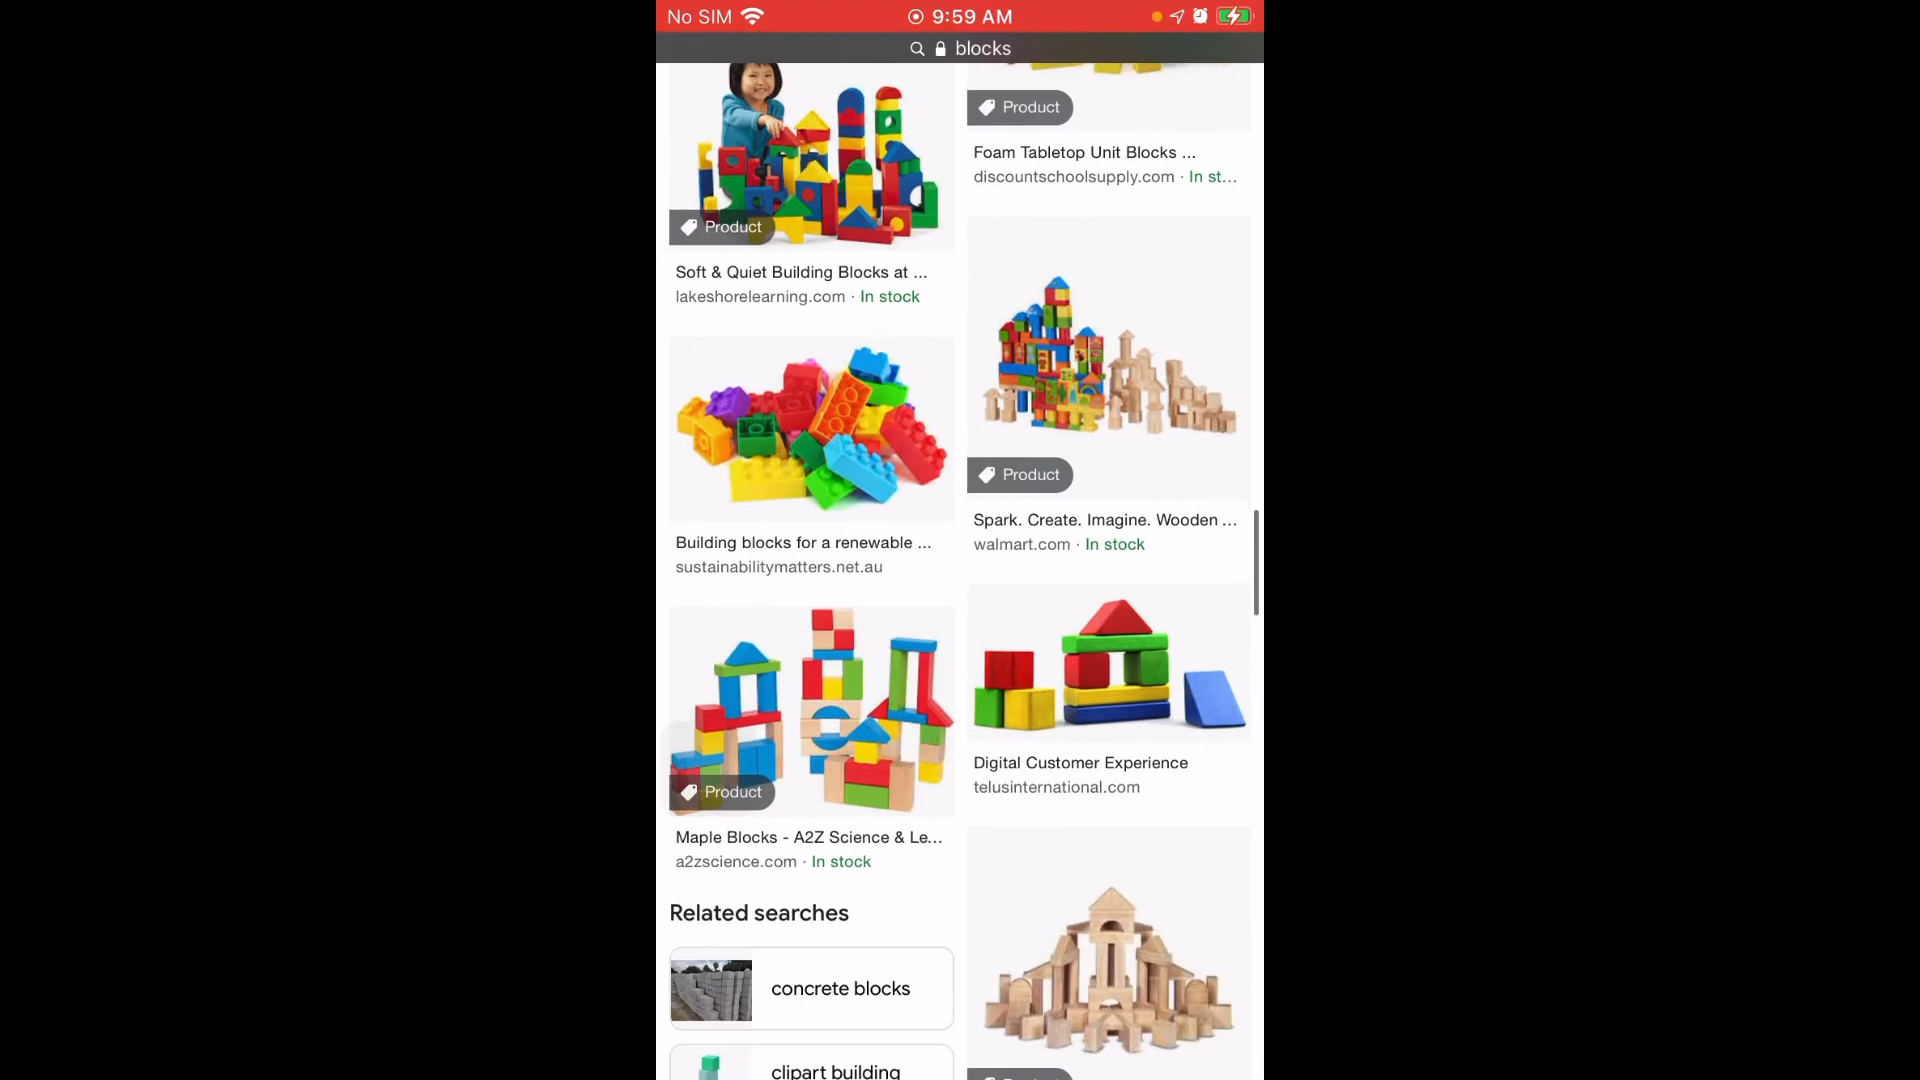 No SIM
9:59 AM
blocks
Product
Soft & Quiet Building Blocks at ...
lakeshorelearning.com · In stock
Building blocks for a renewable ...
sustainabilitymatters.net.au
Product
Maple Blocks - A2Z Science & Le...
a2zscience.com · In stock
Related searches
concrete blocks
clipart building
Product
Foam Tabletop Unit Blocks ...
discountschoolsupply.com · In st...
Product
Spark. Create. Imagine. Wooden ...
walmart.com · In stock
Digital Customer Experience
telusinternational.com